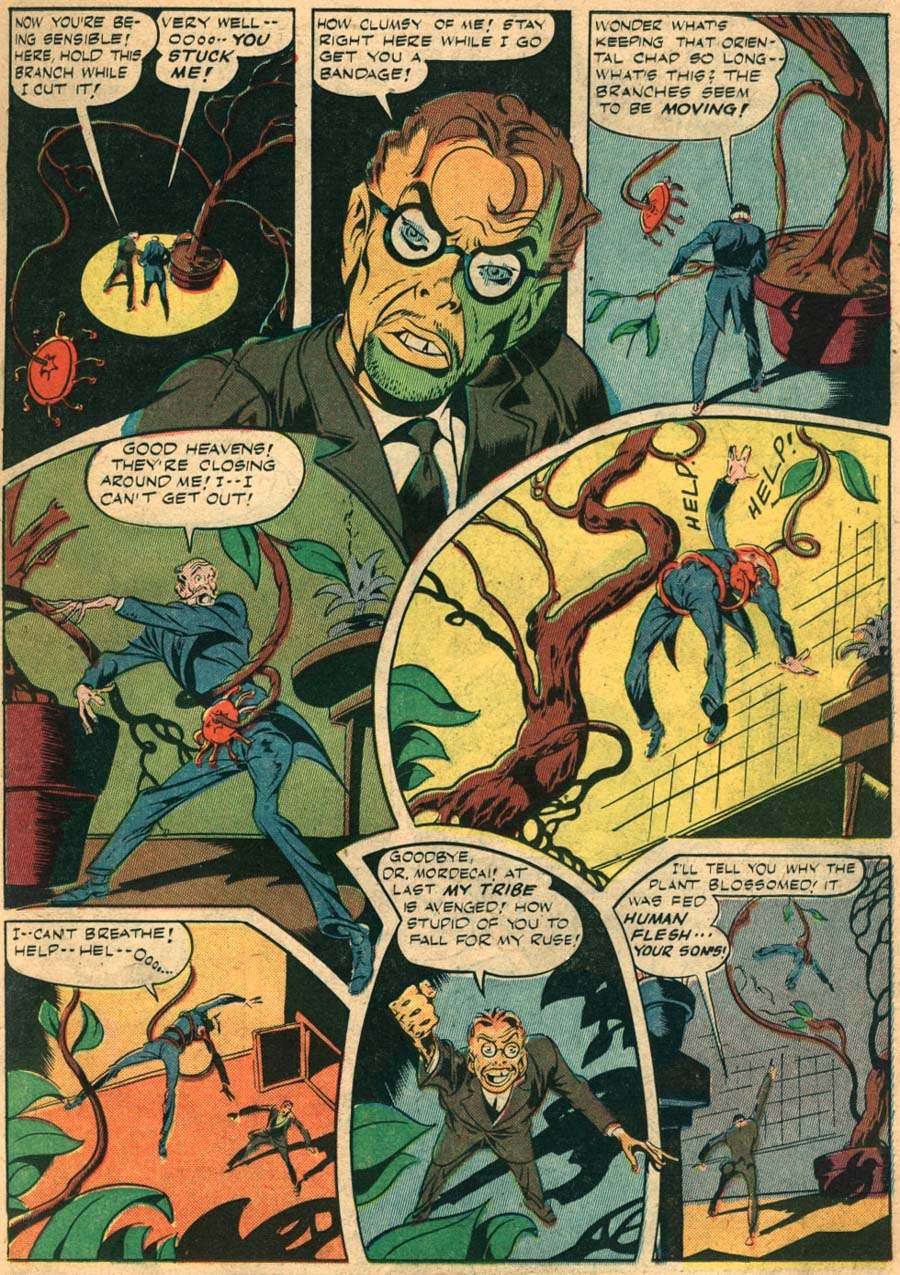 NOW YOU'RE BE-
ING SENSIBLE!
HERE, HOLD THIS
BRANCH WHILE
I CUT IT!
VERY WELL--
OOOO--YOU
STUCK
ME!
HOW CLUMSY OF ME! STAY
RIGHT HERE WHILE I GO
GET YOU A
BANDAGE!
WONDER WHAT'S
KEEPING THAT ORIEN-
TAL CHAD SO LONG--
WHAT'S THIS? THE
BRANCHES SEEM
TO BE MOVING!
GOOD HEAVENS!
THEY'RE CLOSING
AROUND ME! I--I
CAN'T GET OUT!
HELP!
HELP!
I--CAN'T BREATHE!
HELP--HEL--OOO....
GOODBYE,
DR. MORDECAI! AT
LAST MY TRIBE
IS AVENGED! HOW
STUPID OF YOU TO
FALL FOR MY RUSE!
I'LL TELL YOU WHY THE
PLANT BLOSSOMED! IT
WAS FED
HUMAN
FLESH...
YOUR SON'S!